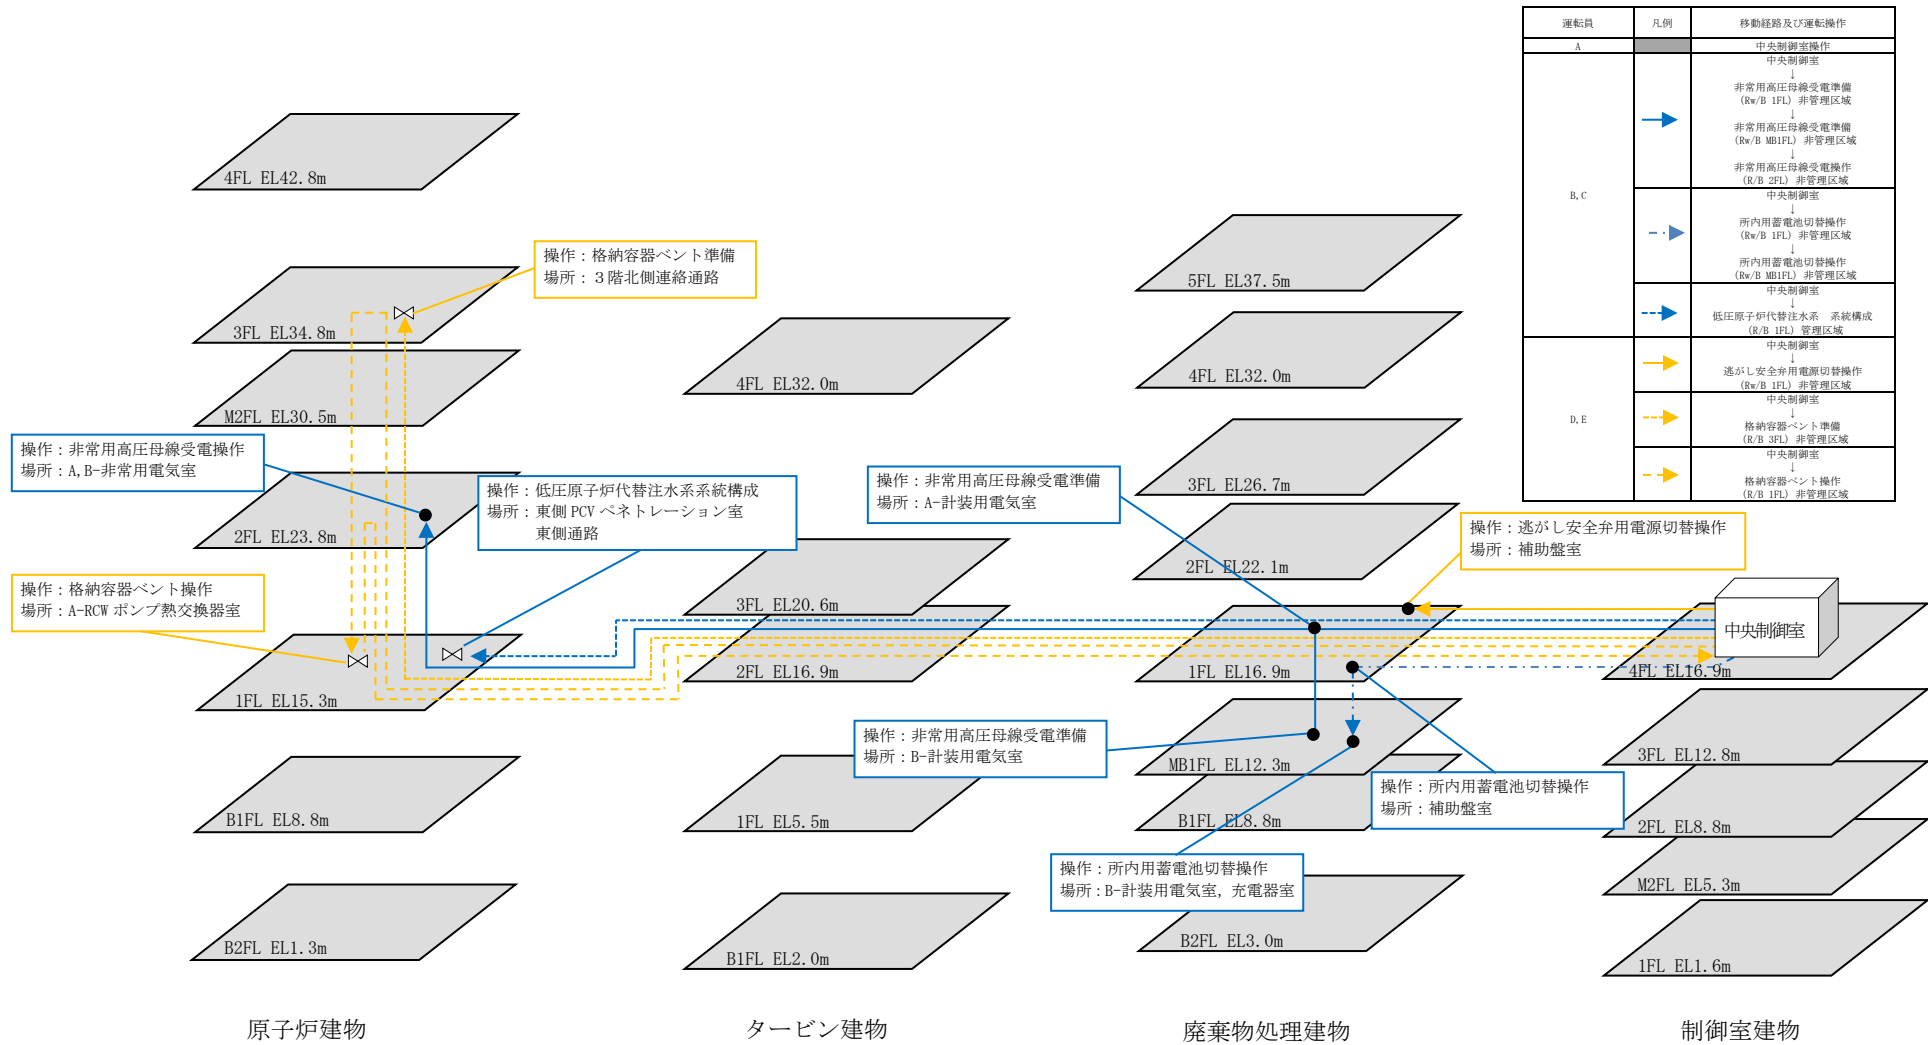 運転員 凡例 移動経路及び運転操作
A 中央制御室操作
B,C
中央制御室
↓
非常用高圧母線受電準備
(Rw/B 1FL) 非管理区域
↓
非常用高圧母線受電準備
(Rw/B MB1FL) 非管理区域
↓
非常用高圧母線受電操作
(R/B 2FL) 非管理区域
中央制御室
↓
所内用蓄電池切替操作
(Rw/B 1FL) 非管理区域
↓
所内用蓄電池切替操作
(Rw/B MB1FL) 非管理区域
中央制御室
↓
低圧原子炉代替注水系 系統構成
(R/B 1FL) 管理区域
D,E
中央制御室
↓
逃がし安全弁用電源切替操作
(Rw/B 1FL) 非管理区域
中央制御室
↓
格納容器ベント準備
(R/B 3FL) 非管理区域
中央制御室
↓
格納容器ベント操作
(R/B 1FL) 非管理区域
4FL EL42.8m
3FL EL34.8m
M2FL EL30.5m
2FL EL23.8m
1FL EL15.3m
B1FL EL8.8m
B2FL EL1.3m
原子炉建物
操作：格納容器ベント準備
場所：３階北側連絡通路
操作：非常用高圧母線受電操作
場所：A,B-非常用電気室
操作：低圧原子炉代替注水系系統構成
場所：東側 PCV ペネトレーション室
東側通路
操作：格納容器ベント操作
場所：A-RCW ポンプ熱交換器室
4FL EL32.0m
3FL EL20.6m
2FL EL16.9m
1FL EL5.5m
B1FL EL2.0m
タービン建物
操作：非常用高圧母線受電準備
場所：A-計装用電気室
操作：非常用高圧母線受電準備
場所：B-計装用電気室
5FL EL37.5m
4FL EL32.0m
3FL EL26.7m
2FL EL22.1m
1FL EL16.9m
MB1FL EL12.3m
B1FL EL8.8m
B2FL EL3.0m
廃棄物処理建物
操作：逃がし安全弁用電源切替操作
場所：補助盤室
操作：所内用蓄電池切替操作
場所：補助盤室
操作：所内用蓄電池切替操作
場所：B-計装用電気室, 充電器室
中央制御室
4FL EL16.9m
3FL EL12.8m
2FL EL8.8m
M2FL EL5.3m
1FL EL1.6m
制御室建物